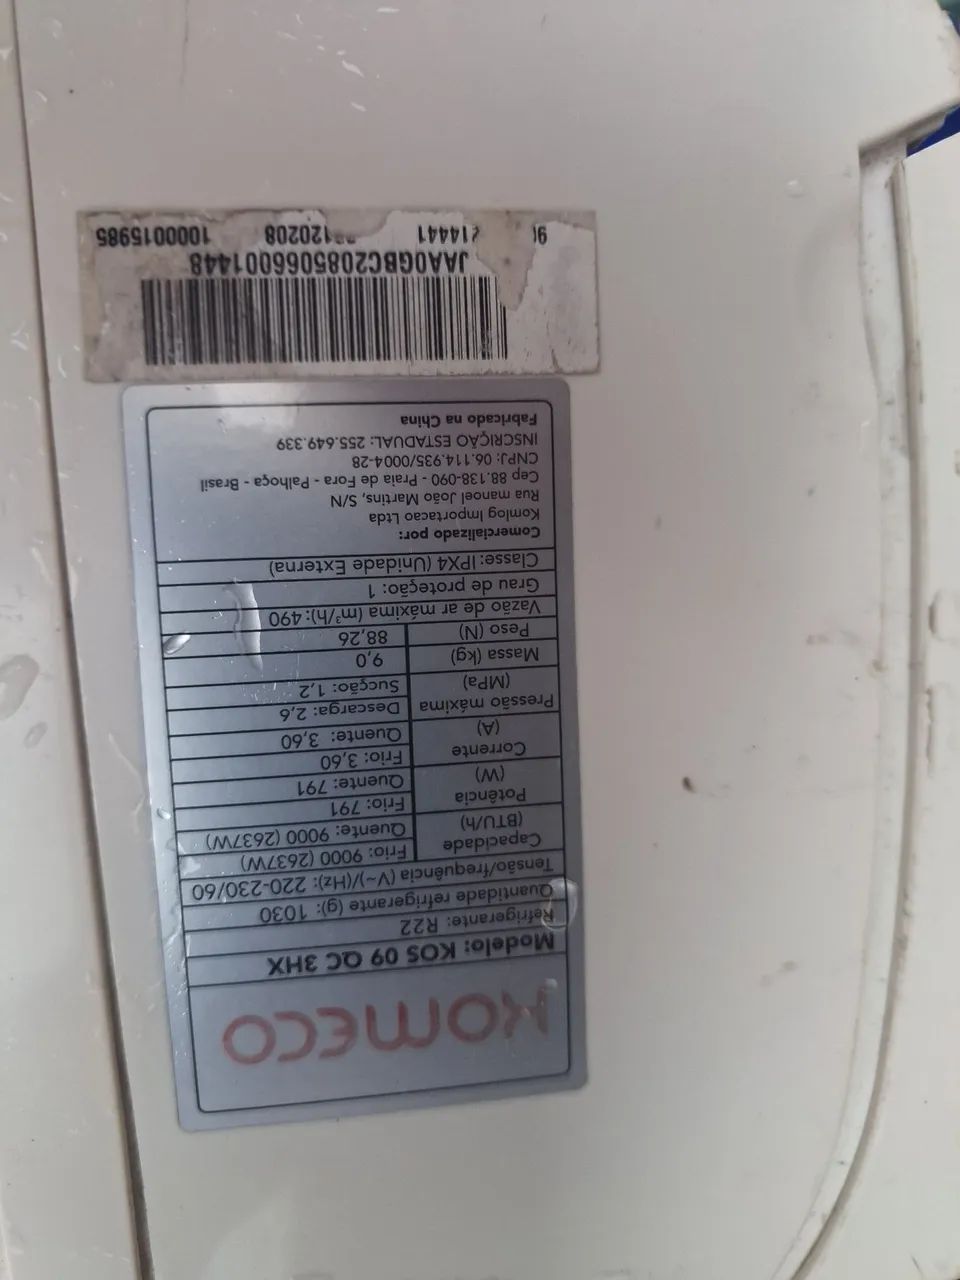 KOMECO
Modelo: KOS 09 QC 3HX
Refrigerante: R22
Quantidade refrigerante (g): 1030
Tensão/frequência (V~)/(Hz): 220-230/60
Capacidade (BTU/h)
Frio: 9000 (2637W)
Quente: 9000 (2637W)
Potência (W)
Frio: 791
Quente: 791
Corrente (A)
Frio: 3,60
Quente: 3,60
Pressão máxima (MPa)
Descarga: 2,6
Sucção: 1,2
Massa (kg) 9,0
Peso (N) 88,26
Vazão de ar máxima (m³/h): 490
Grau de proteção: 1
Classe: IPX4 (Unidade Externa)
Comercializado por:
Komlog Importacao Ltda
Rua manoel João Martins, S/N
Cep 88.138-090 - Praia de Fora - Palhoça - Brasil
CNPJ: 06.114.935/0004-28
INSCRIÇÃO ESTADUAL: 255.649.339
Fabricado na China
JAA0GBC2085066001448
14441 120208 1000015985